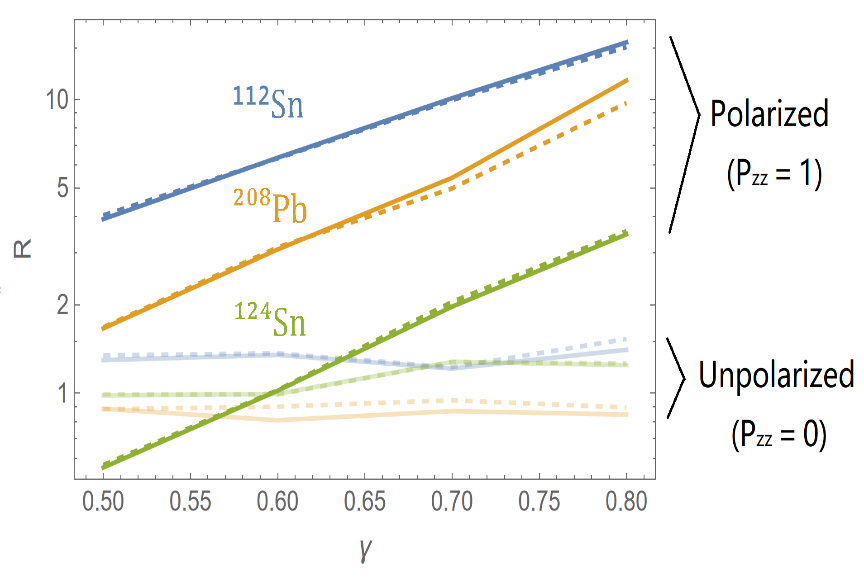 ¹¹²Sn
²⁰⁸Pb
¹²⁴Sn
10
5
2
1
R
0.50 0.55 0.60 0.65 0.70 0.75 0.80
γ
Polarized
(Pzz = 1)
Unpolarized
(Pzz = 0)